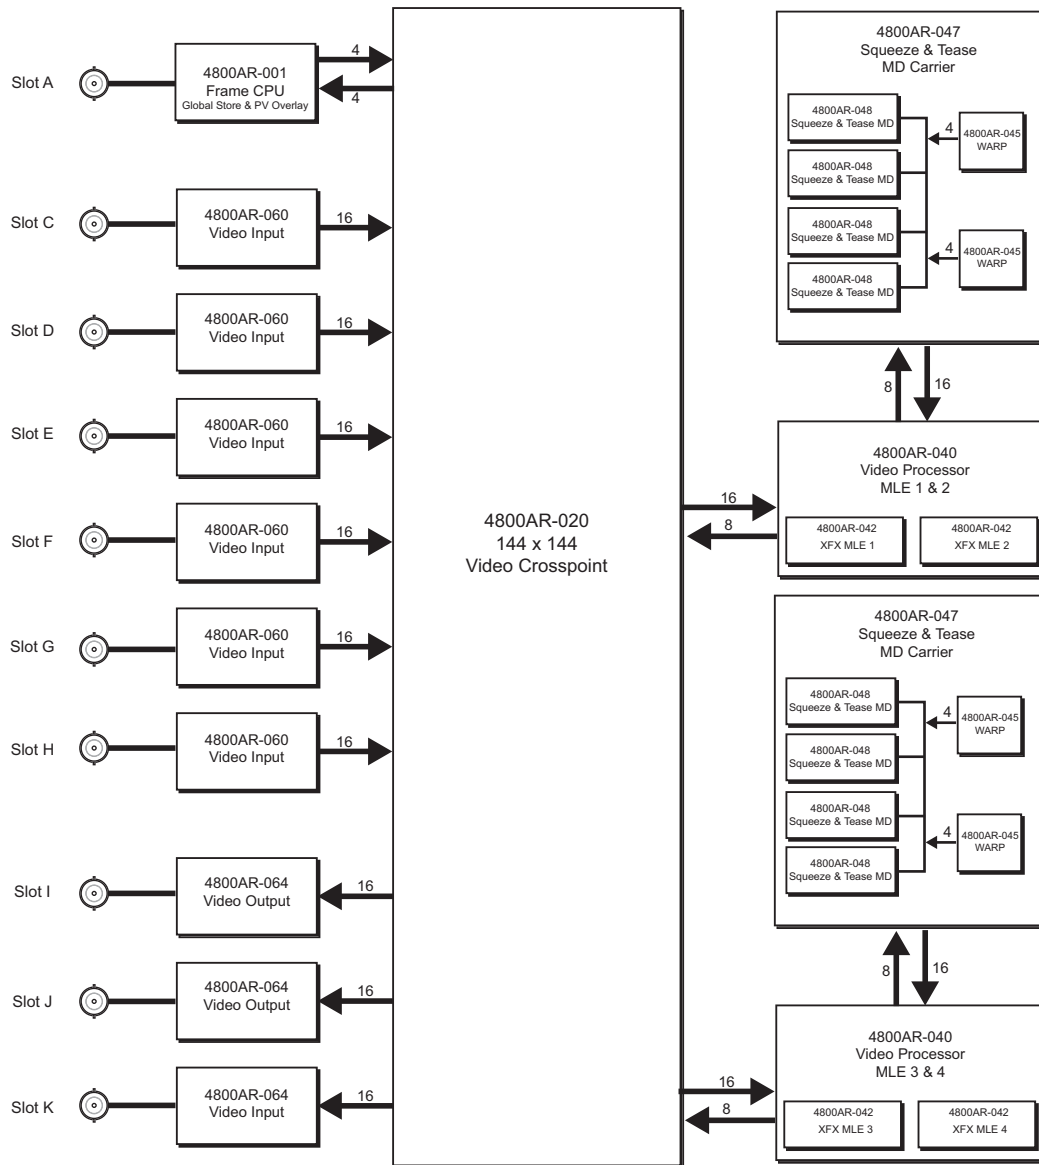 Slot A
4800AR-001
Frame CPU
Global Store & PV Overlay
4
4
Slot C
4800AR-060
Video Input
16
Slot D
4800AR-060
Video Input
16
Slot E
4800AR-060
Video Input
16
Slot F
4800AR-060
Video Input
16
Slot G
4800AR-060
Video Input
16
Slot H
4800AR-060
Video Input
16
Slot I
4800AR-064
Video Output
16
Slot J
4800AR-064
Video Output
16
Slot K
4800AR-064
Video Input
16
4800AR-020
144 x 144
Video Crosspoint
4800AR-047
Squeeze & Tease
MD Carrier
4800AR-048
Squeeze & Tease MD
4800AR-048
Squeeze & Tease MD
4800AR-048
Squeeze & Tease MD
4800AR-048
Squeeze & Tease MD
4
4800AR-045
WARP
4
4800AR-045
WARP
8
16
16
8
4800AR-040
Video Processor
MLE 1 & 2
4800AR-042
XFX MLE 1
4800AR-042
XFX MLE 2
4800AR-047
Squeeze & Tease
MD Carrier
4800AR-048
Squeeze & Tease MD
4800AR-048
Squeeze & Tease MD
4800AR-048
Squeeze & Tease MD
4800AR-048
Squeeze & Tease MD
4
4800AR-045
WARP
4
4800AR-045
WARP
8
16
16
8
4800AR-040
Video Processor
MLE 3 & 4
4800AR-042
XFX MLE 3
4800AR-042
XFX MLE 4